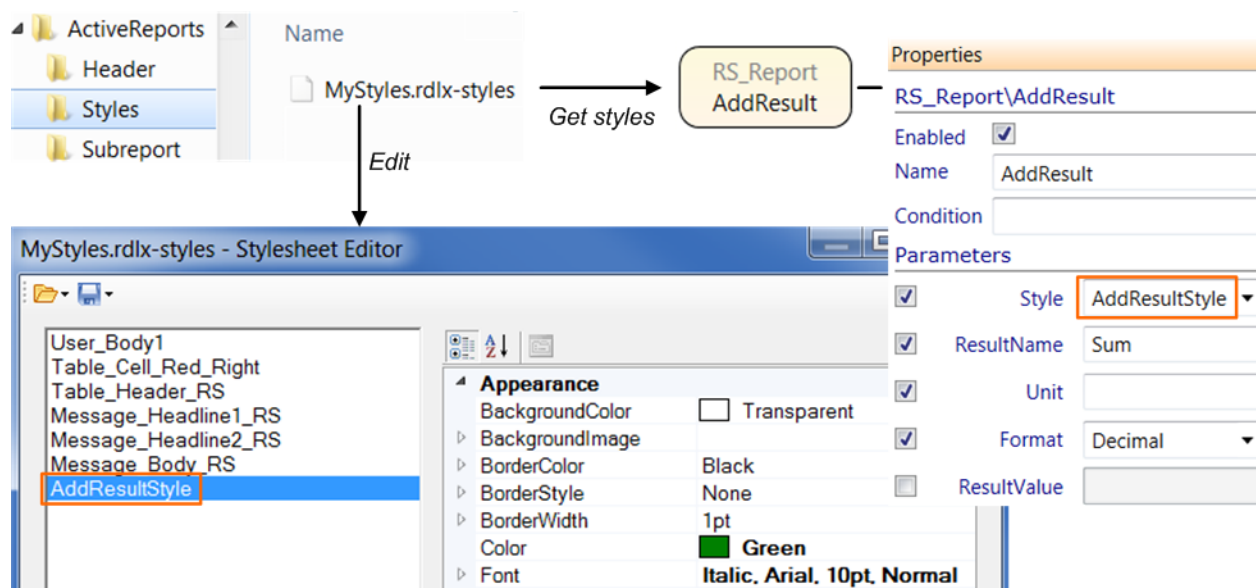 ActiveReports
Header
Styles
Subreport
Name
MyStyles.rdlx-styles
Get styles
Edit
RS_Report
AddResult
Properties
RS_Report\AddResult
Enabled
Name AddResult
Condition
Parameters
Style AddResultStyle
ResultName Sum
Unit
Format Decimal
ResultValue
MyStyles.rdlx-styles - Stylesheet Editor
User_Body1
Table_Cell_Red_Right
Table_Header_RS
Message_Headline1_RS
Message_Headline2_RS
Message_Body_RS
AddResultStyle
Appearance
BackgroundColor Transparent
BackgroundImage
BorderColor Black
BorderStyle None
BorderWidth 1pt
Color Green
Font Italic, Arial, 10pt, Normal